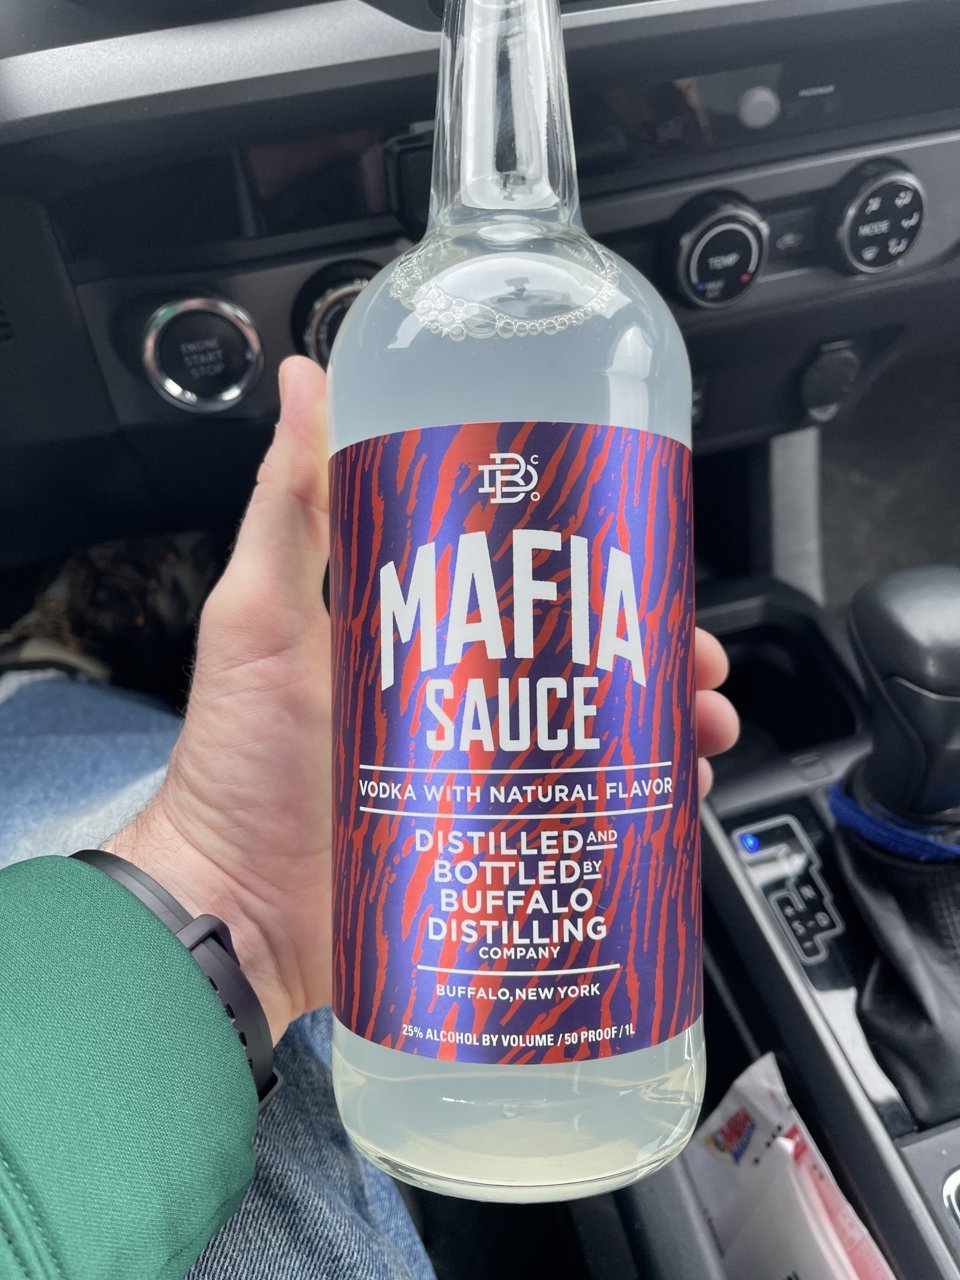 ENGINE
START
STOP
TEMP
MODE
BDCo
MAFIA
SAUCE
VODKA WITH NATURAL FLAVOR
DISTILLED AND
BOTTLED BY
BUFFALO
DISTILLING
COMPANY
BUFFALO, NEW YORK
25% ALCOHOL BY VOLUME / 50 PROOF / 1L
N
D